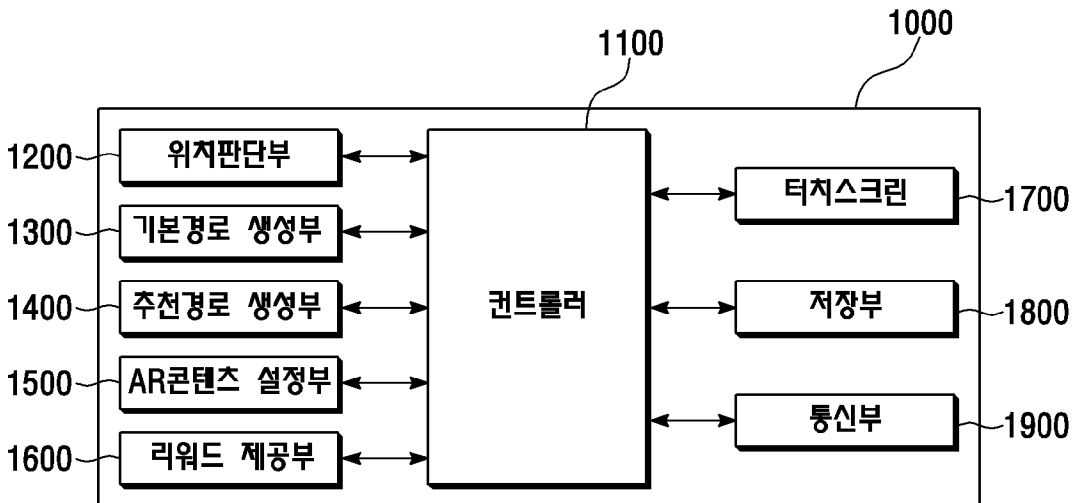 1000
1100
1200
위치판단부
1300
기본경로 생성부
1400
추천경로 생성부
1500
AR콘텐츠 설정부
1600
리워드 제공부
컨트롤러
터치스크린
1700
저장부
1800
통신부
1900